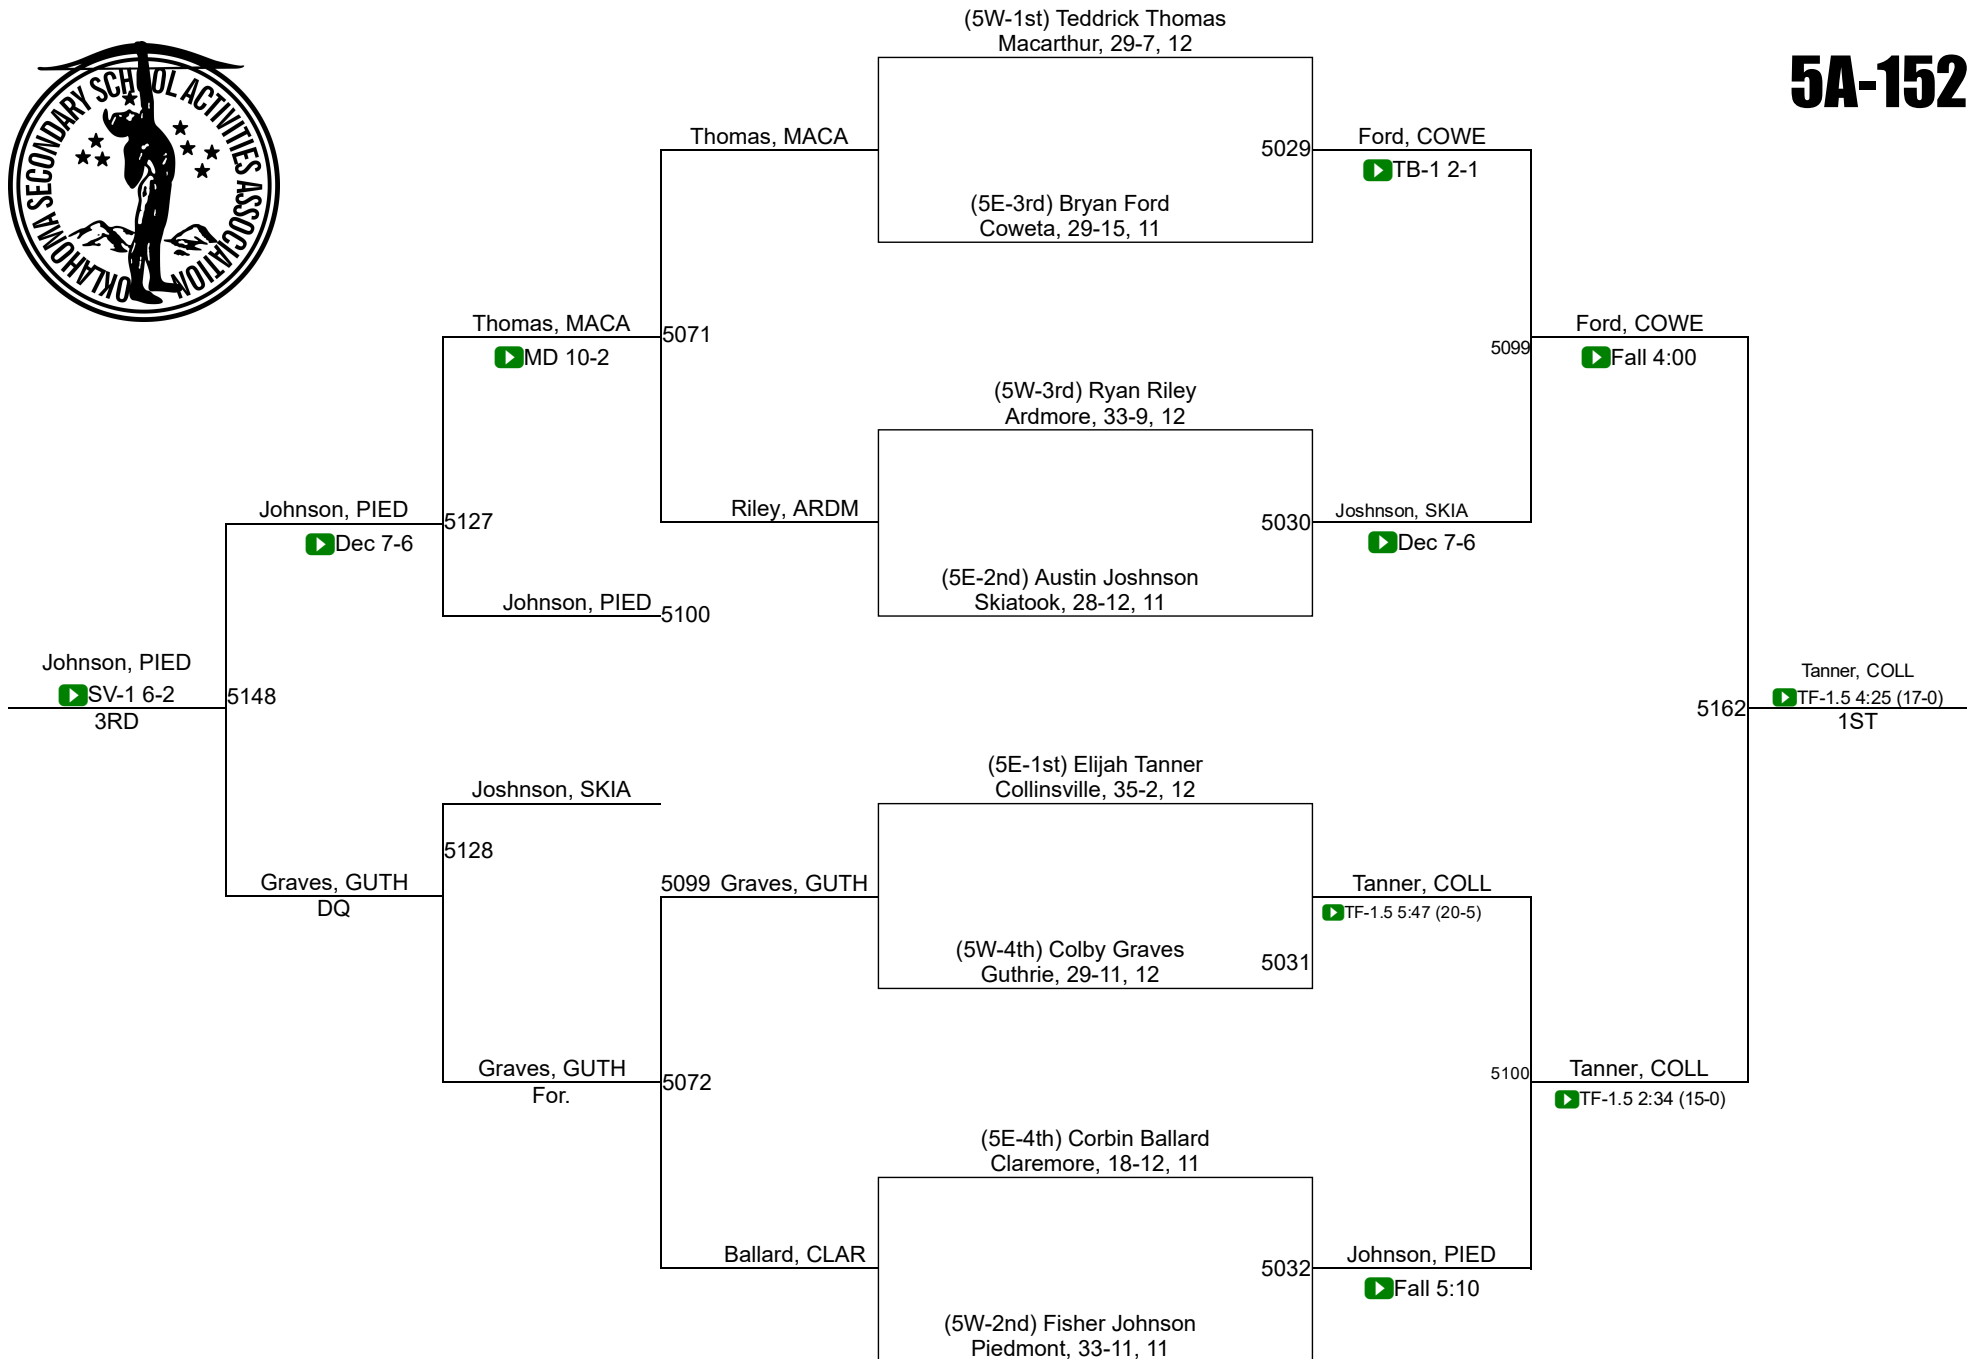 OKLAHOMA SECONDARY SCHOOL ACTIVITIES ASSOCIATION
5A-152
(5W-1st) Teddrick Thomas
Macarthur, 29-7, 12
Thomas, MACA
5029
Ford, COWE
TB-1 2-1
(5E-3rd) Bryan Ford
Coweta, 29-15, 11
Thomas, MACA
MD 10-2
5071
5099
Ford, COWE
Fall 4:00
(5W-3rd) Ryan Riley
Ardmore, 33-9, 12
Johnson, PIED
Dec 7-6
5127
Riley, ARDM
5030
Joshnson, SKIA
Dec 7-6
(5E-2nd) Austin Joshnson
Skiatook, 28-12, 11
Johnson, PIED
5100
Johnson, PIED
SV-1 6-2
3RD
5148
5162
Tanner, COLL
TF-1.5 4:25 (17-0)
1ST
(5E-1st) Elijah Tanner
Collinsville, 35-2, 12
Joshnson, SKIA
5128
Graves, GUTH
DQ
5099 Graves, GUTH
Tanner, COLL
TF-1.5 5:47 (20-5)
(5W-4th) Colby Graves
Guthrie, 29-11, 12
5031
Graves, GUTH
For.
5072
5100
Tanner, COLL
TF-1.5 2:34 (15-0)
(5E-4th) Corbin Ballard
Claremore, 18-12, 11
Ballard, CLAR
5032
Johnson, PIED
Fall 5:10
(5W-2nd) Fisher Johnson
Piedmont, 33-11, 11